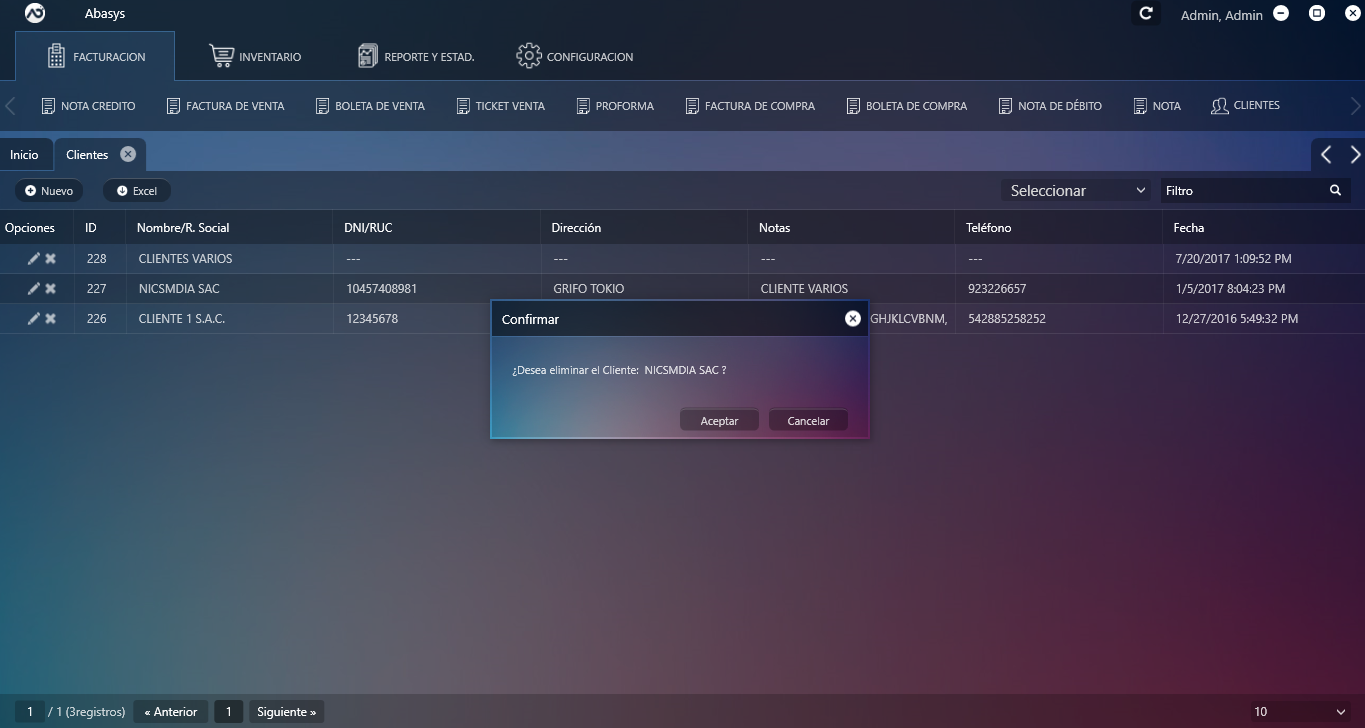 Abasys
Admin, Admin
FACTURACION INVENTARIO REPORTE Y ESTAD. CONFIGURACION
NOTA CREDITO FACTURA DE VENTA BOLETA DE VENTA TICKET VENTA PROFORMA FACTURA DE COMPRA BOLETA DE COMPRA NOTA DE DÉBITO NOTA CLIENTES
Inicio Clientes
Nuevo Excel Seleccionar Filtro
Opciones ID Nombre/R. Social DNI/RUC Dirección Notas Teléfono Fecha
228 CLIENTES VARIOS --- --- --- --- 7/20/2017 1:09:52 PM
227 NICSMDIA SAC 10457408981 GRIFO TOKIO CLIENTE VARIOS 923226657 1/5/2017 8:04:23 PM
226 CLIENTE 1 S.A.C. 12345678 GHJKLCVBNM, 542885258252 12/27/2016 5:49:32 PM
Confirmar
¿Desea eliminar el Cliente: NICSMDIA SAC ?
Aceptar Cancelar
1 / 1 (3registros) « Anterior 1 Siguiente » 10